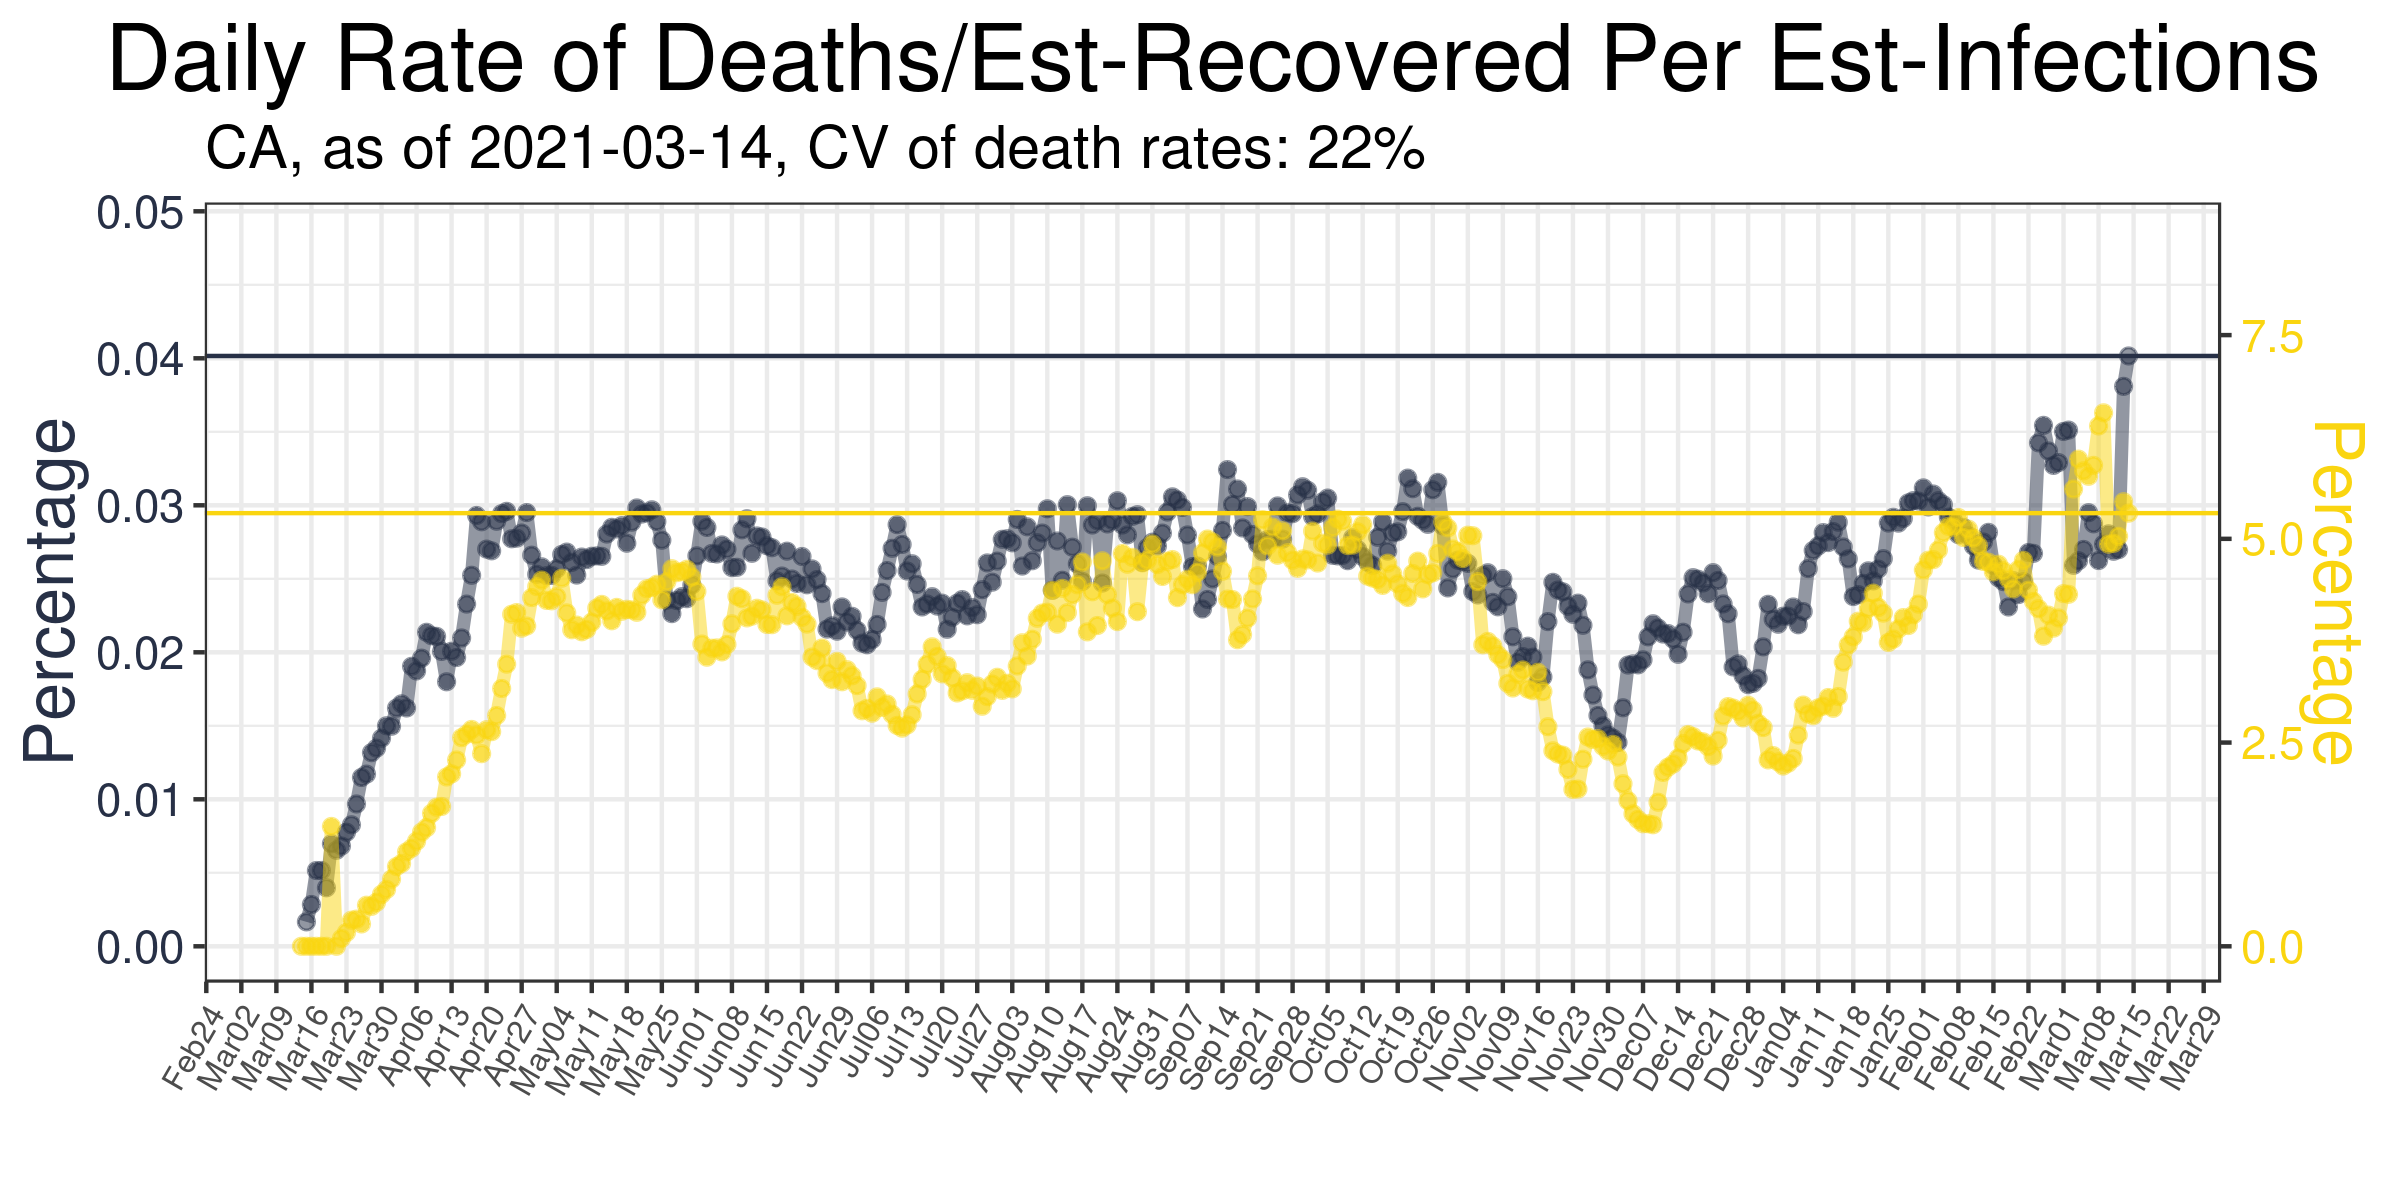 Daily Rate of Deaths/Est-Recovered Per Est-Infections
CA, as of 2021-03-14, CV of death rates: 22%
Percentage
0.05
0.04
0.03
0.02
0.01
0.00
7.5
5.0
2.5
0.0
Percentage
Feb24
Mar02
Mar09
Mar16
Mar23
Mar30
Apr06
Apr13
Apr20
Apr27
May04
May11
May18
May25
Jun01
Jun08
Jun15
Jun22
Jun29
Jul06
Jul13
Jul20
Jul27
Aug03
Aug10
Aug17
Aug24
Aug31
Sep07
Sep14
Sep21
Sep28
Oct05
Oct12
Oct19
Oct26
Nov02
Nov09
Nov16
Nov23
Nov30
Dec07
Dec14
Dec21
Dec28
Jan04
Jan11
Jan18
Jan25
Feb01
Feb08
Feb15
Feb22
Mar01
Mar08
Mar15
Mar22
Mar29